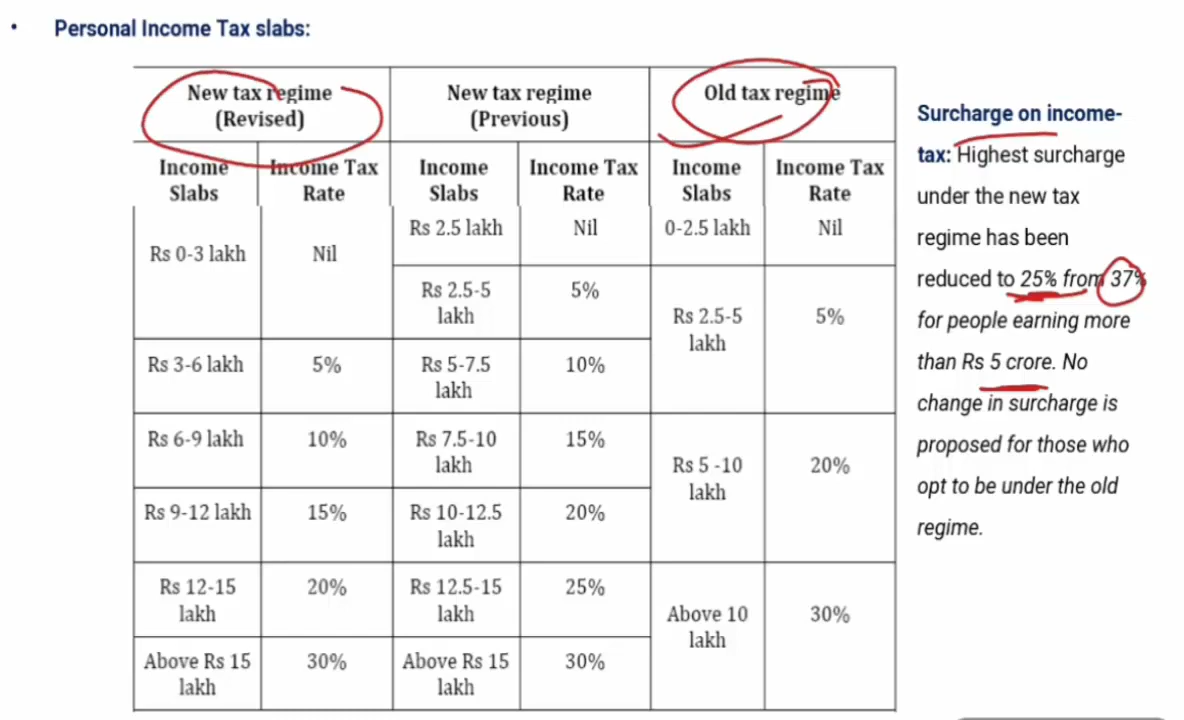 • Personal Income Tax slabs:
New tax regime
(Revised)
New tax regime
(Previous)
Old tax regime
Income
Slabs
Income Tax
Rate
Income
Slabs
Income Tax
Rate
Income
Slabs
Income Tax
Rate
Rs 0-3 lakh
Nil
Rs 2.5 lakh
Nil
0-2.5 lakh
Nil
Rs 2.5-5
lakh
5%
Rs 2.5-5
lakh
5%
Rs 3-6 lakh
5%
Rs 5-7.5
lakh
10%
Rs 6-9 lakh
10%
Rs 7.5-10
lakh
15%
Rs 5 -10
lakh
20%
Rs 9-12 lakh
15%
Rs 10-12.5
lakh
20%
Rs 12-15
lakh
20%
Rs 12.5-15
lakh
25%
Above 10
lakh
30%
Above Rs 15
lakh
30%
Above Rs 15
lakh
30%
Surcharge on income-
tax: Highest surcharge
under the new tax
regime has been
reduced to 25% from 37%
for people earning more
than Rs 5 crore. No
change in surcharge is
proposed for those who
opt to be under the old
regime.